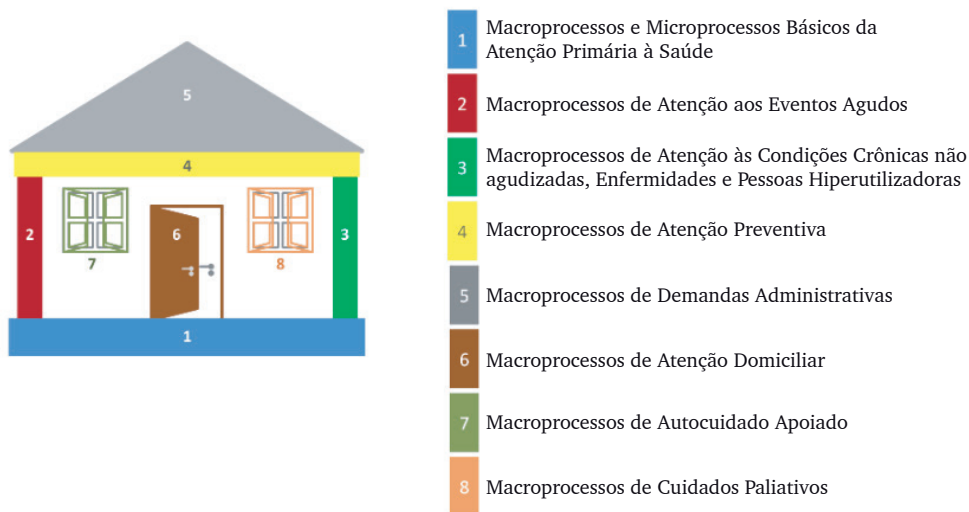 5
4
2
6
3
7
8
1
1 Macroprocessos e Microprocessos Básicos da
Atenção Primária à Saúde
2 Macroprocessos de Atenção aos Eventos Agudos
3 Macroprocessos de Atenção às Condições Crônicas não
agudizadas, Enfermidades e Pessoas Hiperutilizadoras
4 Macroprocessos de Atenção Preventiva
5 Macroprocessos de Demandas Administrativas
6 Macroprocessos de Atenção Domiciliar
7 Macroprocessos de Autocuidado Apoiado
8 Macroprocessos de Cuidados Paliativos